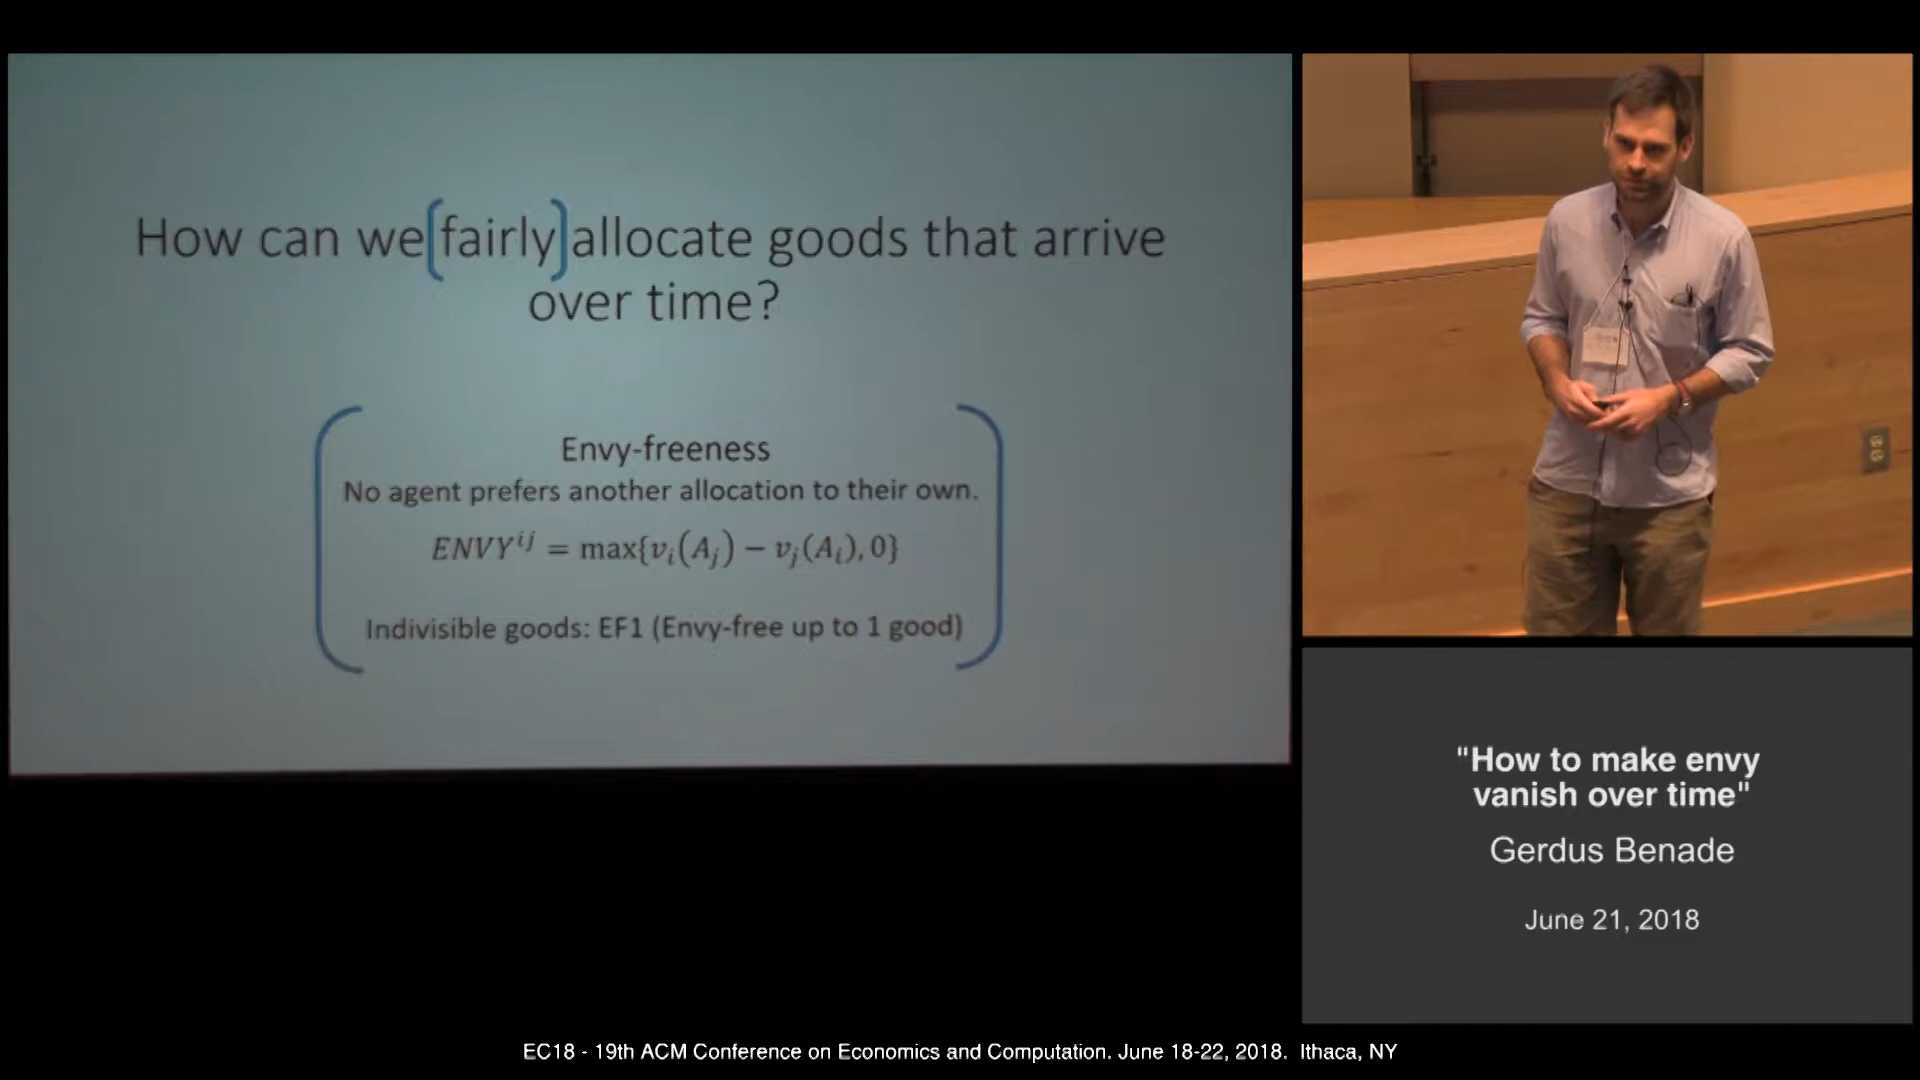 How can we (fairly) allocate goods that arrive
over time?
Envy-freeness
No agent prefers another allocation to their own.
ENVY^{ij} = max{v_i(A_j) − v_j(A_i), 0}
Indivisible goods: EF1 (Envy-free up to 1 good)
"How to make envy
vanish over time"
Gerdus Benade
June 21, 2018
EC18 - 19th ACM Conference on Economics and Computation. June 18-22, 2018. Ithaca, NY